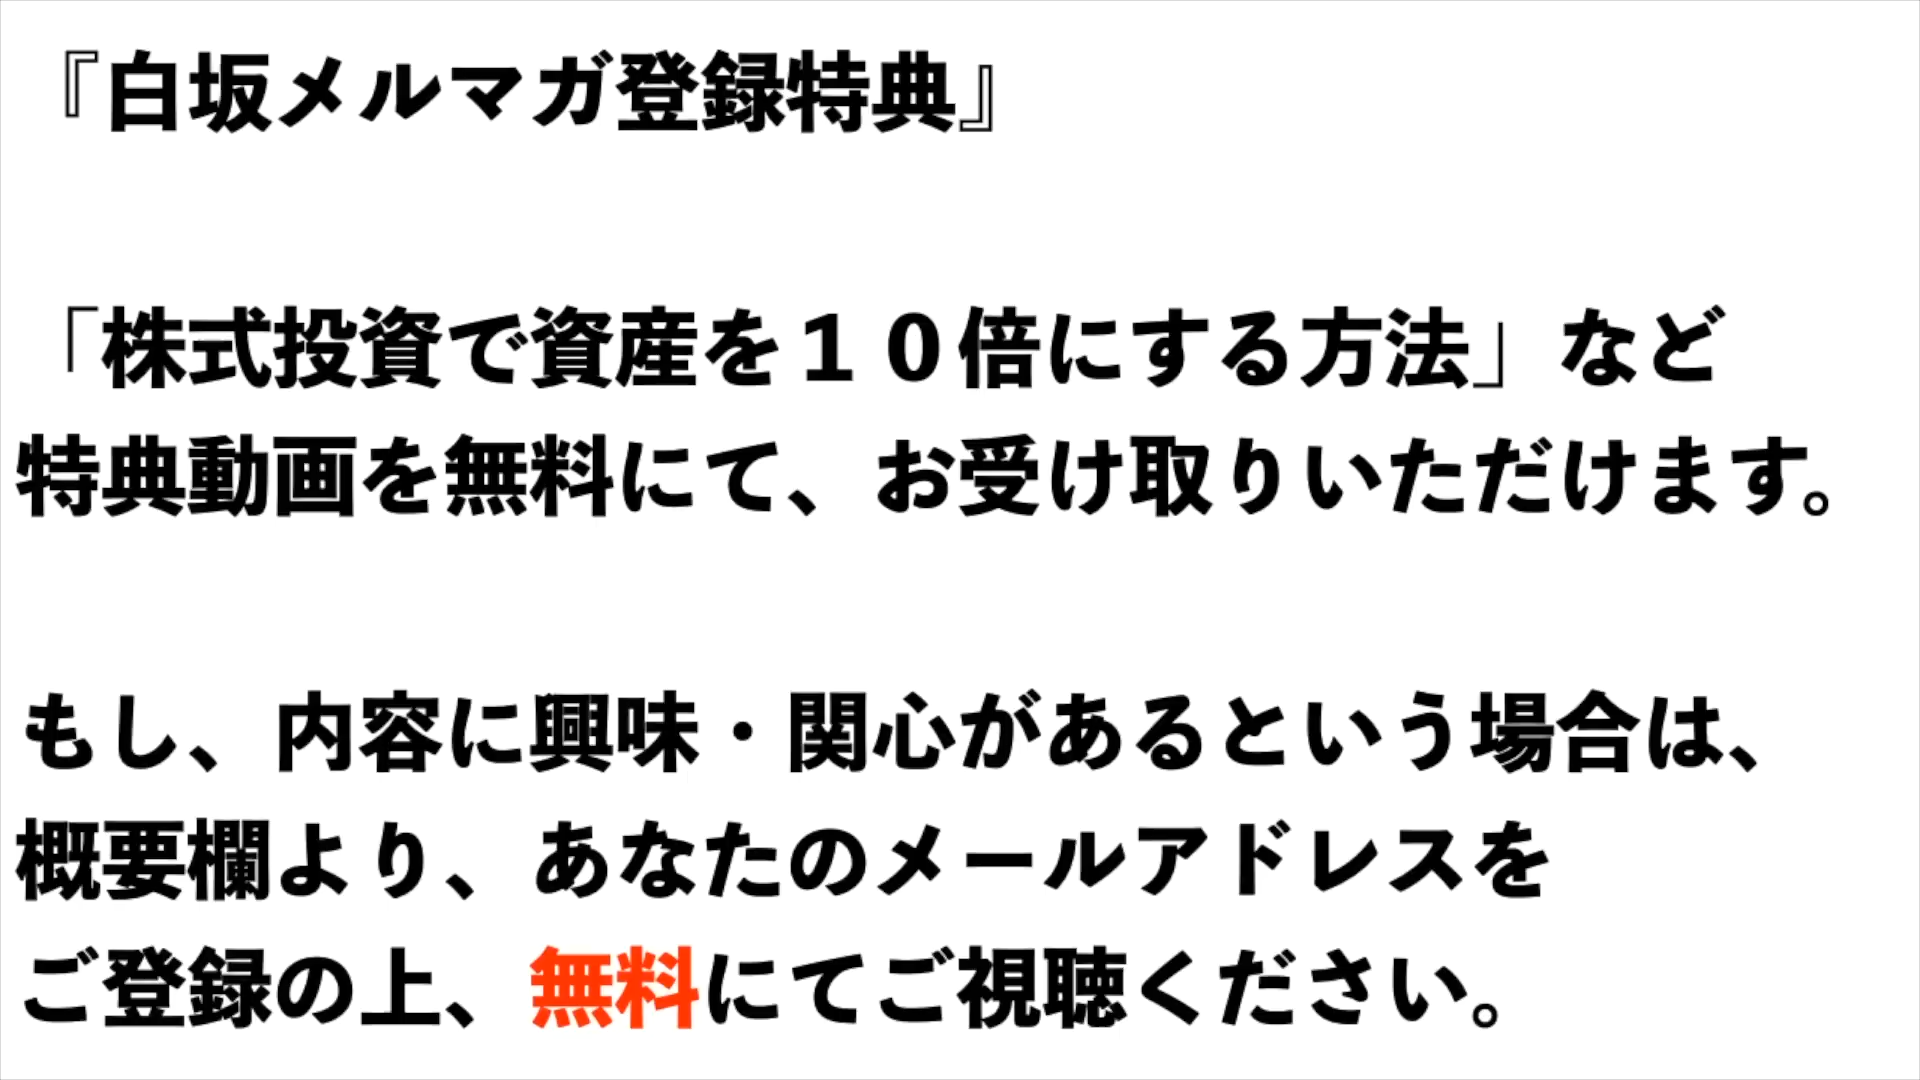 『白坂メルマガ登録特典』
「株式投資で資産を１０倍にする方法」など
特典動画を無料にて、お受け取りいただけます。
もし、内容に興味・関心があるという場合は、
概要欄より、あなたのメールアドレスを
ご登録の上、無料にてご視聴ください。